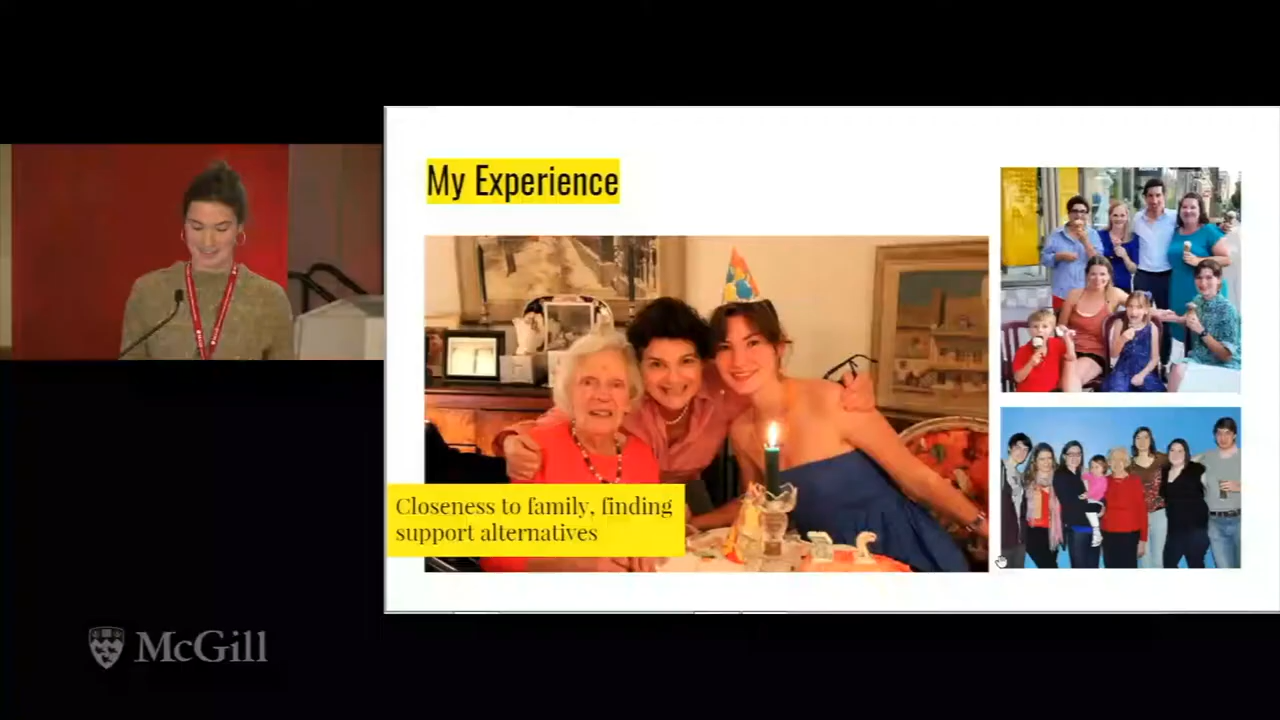 My Experience
Closeness to family, finding
support alternatives
McGill